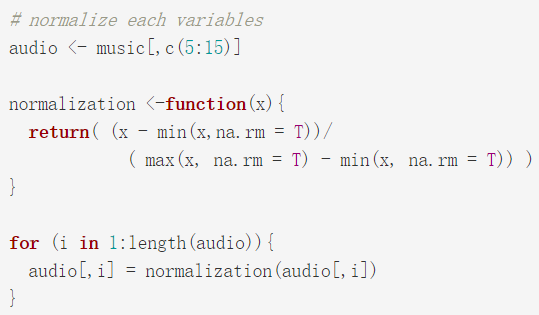 # normalize each variables
audio <- music[,c(5:15)]
normalization <-function(x){
return( (x - min(x,na.rm = T))/
( max(x, na.rm = T) - min(x, na.rm = T)) )
}
for (i in 1:length(audio)){
audio[,i] = normalization(audio[,i])
}